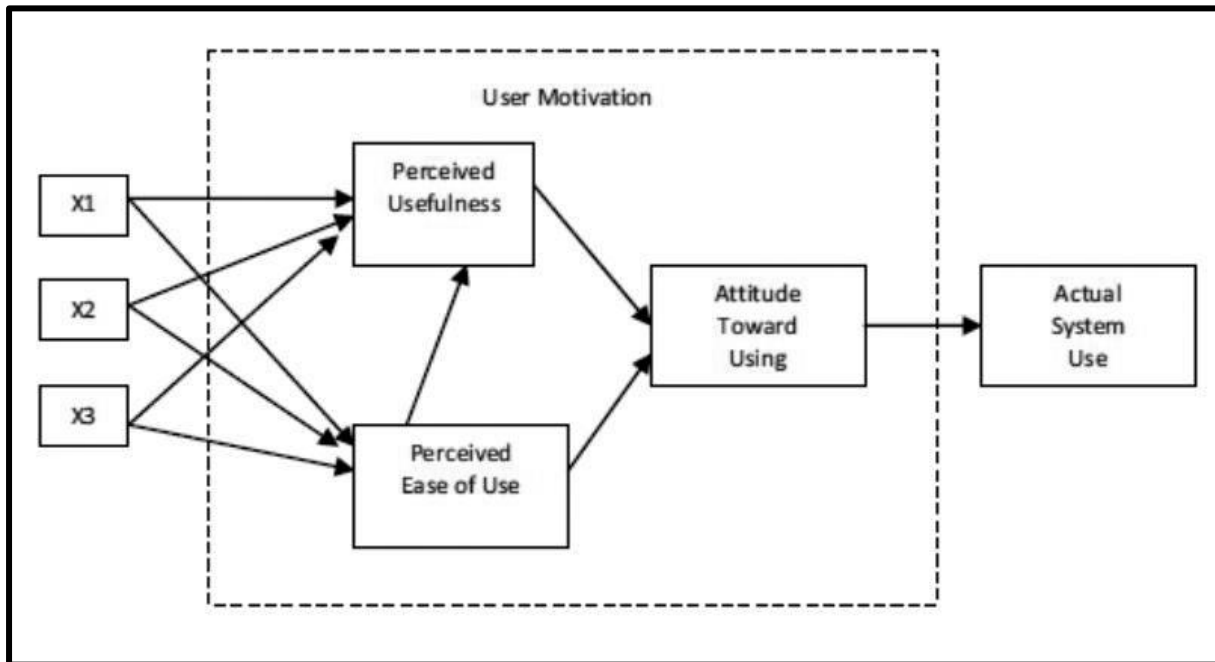 User Motivation
X1
X2
X3
Perceived
Usefulness
Perceived
Ease of Use
Attitude
Toward
Using
Actual
System
Use